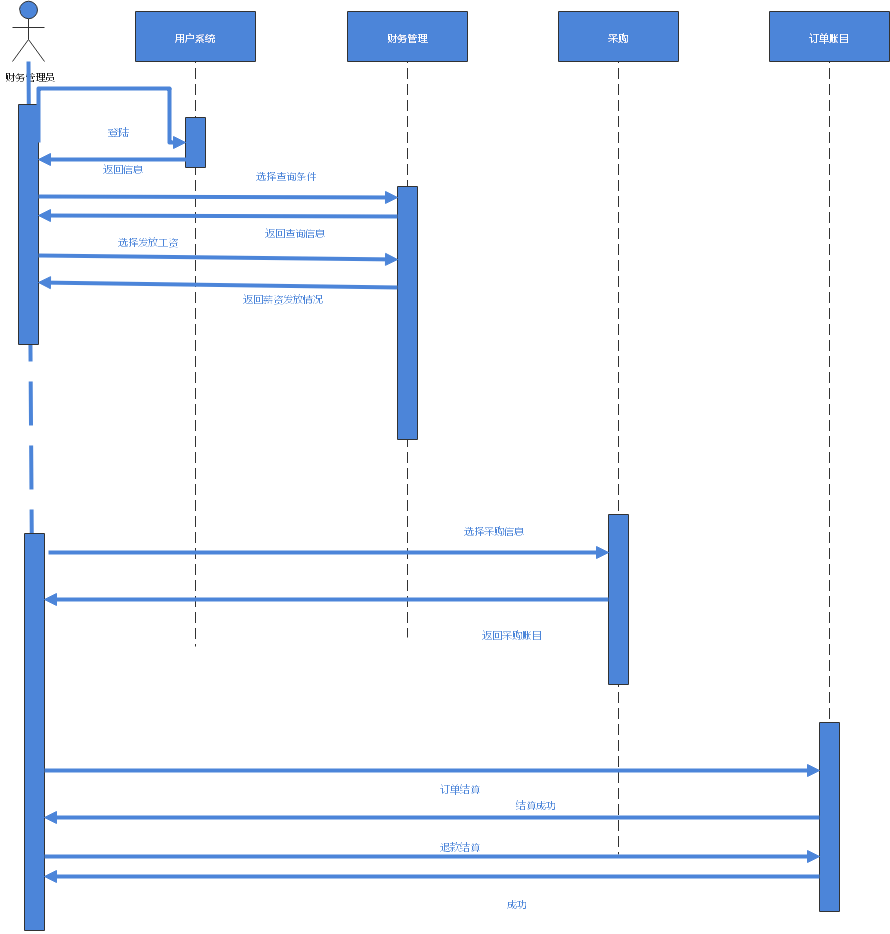 用户系统
财务管理
采购
订单账目
财务管理员
登陆
返回信息
选择查询条件
返回查询信息
选择发放工资
返回薪资发放情况
选择采购信息
返回采购账目
订单结算
结算成功
退款结算
成功